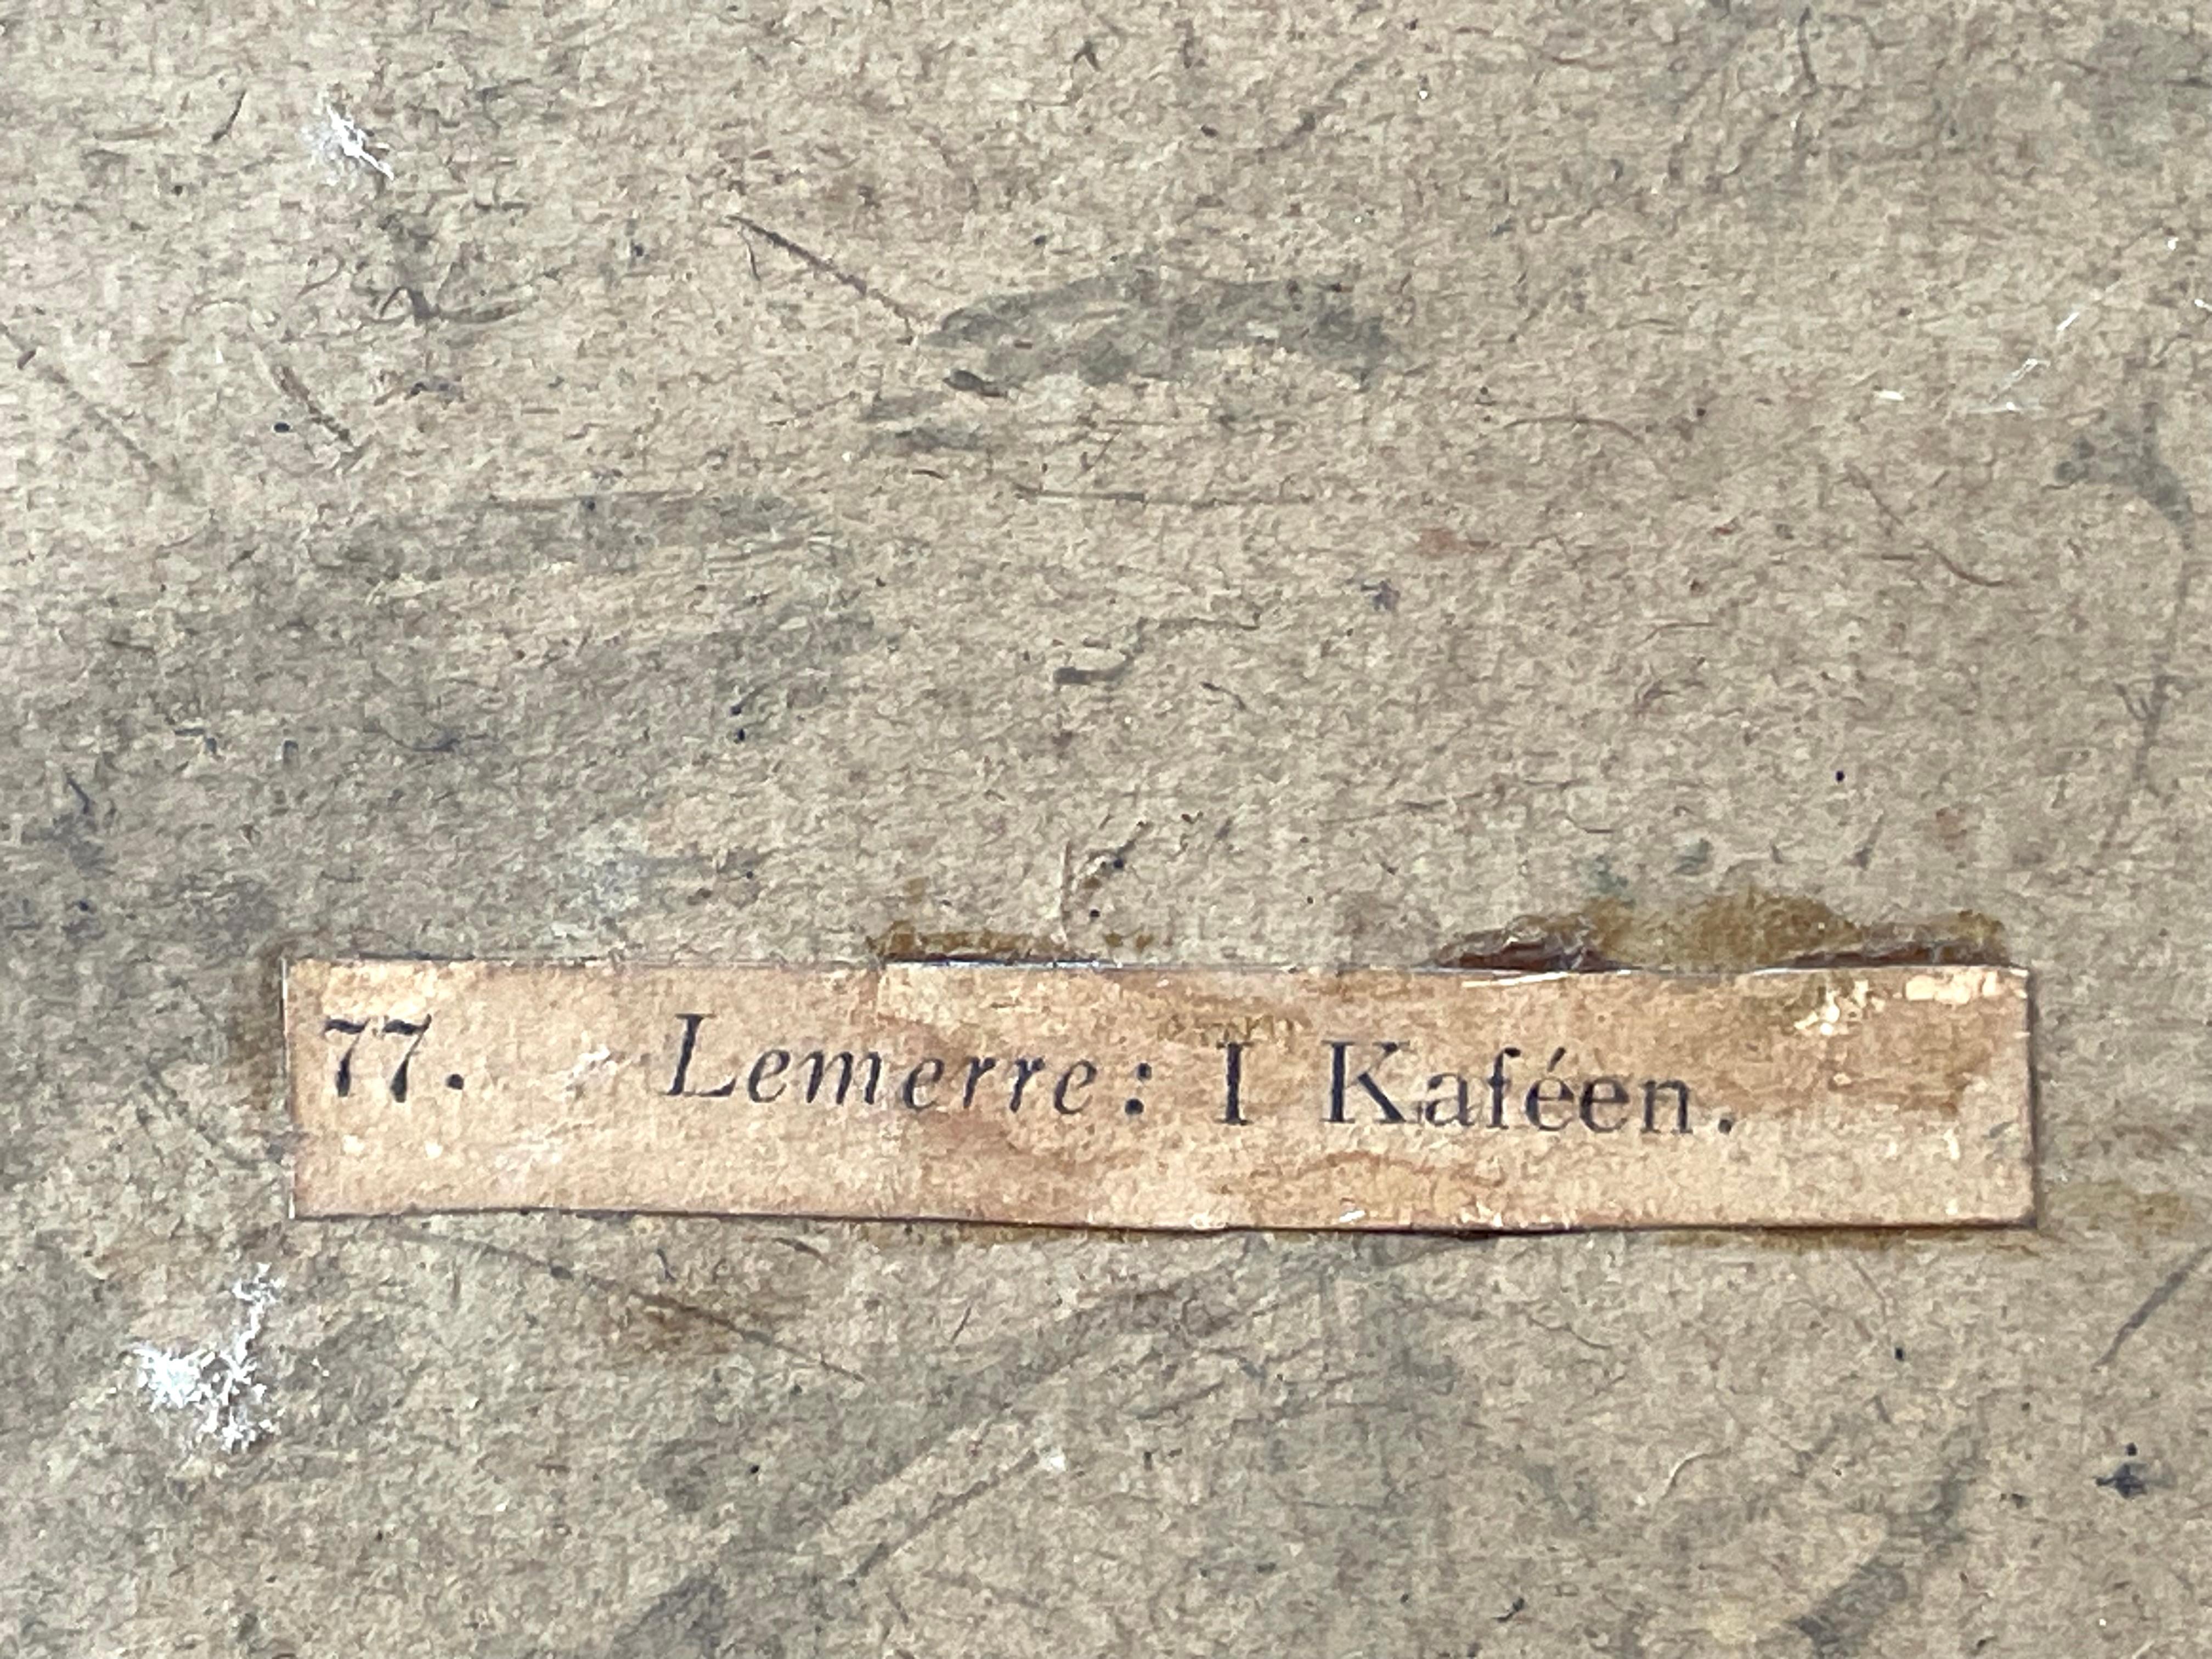 77. Lemerre: I Kaféen.